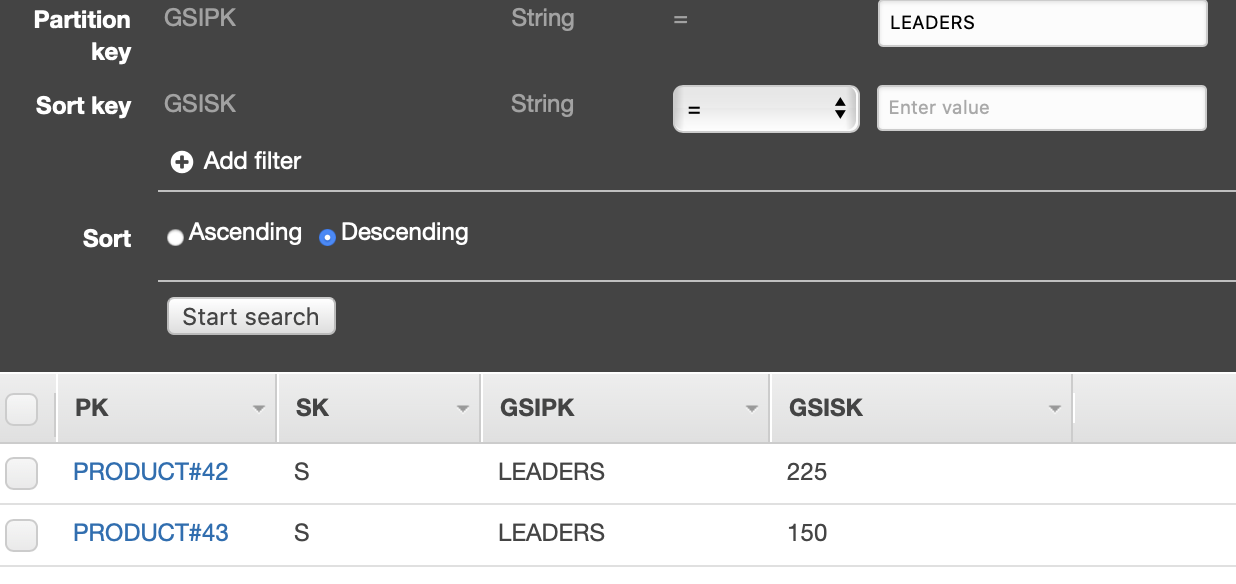 Partition key GSIPK String = LEADERS
Sort key GSISK String = Enter value
Add filter
Sort Ascending Descending
Start search
PK SK GSIPK GSISK
PRODUCT#42 S LEADERS 225
PRODUCT#43 S LEADERS 150